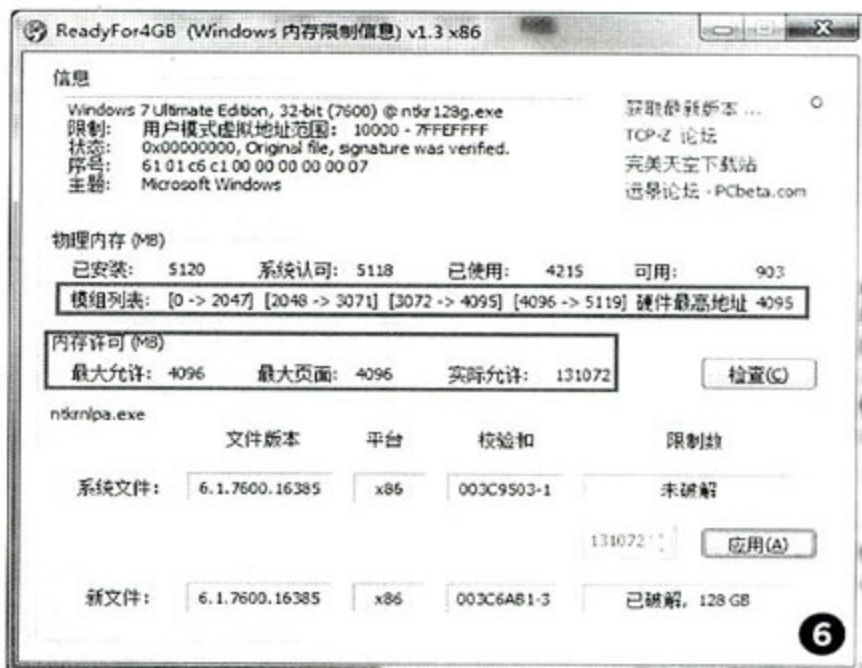 ReadyFor4GB (Windows 内存限制信息) v1.3 x86
信息
Windows 7 Ultimate Edition, 32-bit (7600) @ ntkr128g.exe
限制: 用户模式虚拟地址范围: 10000 - 7FFEFFFF
状态: 0x00000000, Original file, signature was verified.
序号: 61 01 c6 c1 00 00 00 00 00 07
主题: Microsoft Windows
获取最新版本 ...
TCP-Z 论坛
完美天空下载站
远景论坛 - PCbeta.com
物理内存 (MB)
已安装: 5120 系统认可: 5118 已使用: 4215 可用: 903
模组列表: [0 -> 2047] [2048 -> 3071] [3072 -> 4095] [4096 -> 5119] 硬件最高地址 4095
内存许可 (MB)
最大允许: 4096 最大页面: 4096 实际允许: 131072 检查(C)
ntkrnlpa.exe
文件版本 平台 校验和 限制数
系统文件: 6.1.7600.16385 x86 003C9503-1 未破解
131072 应用(A)
新文件: 6.1.7600.16385 x86 003C6AB1-3 已破解, 128 GB
6